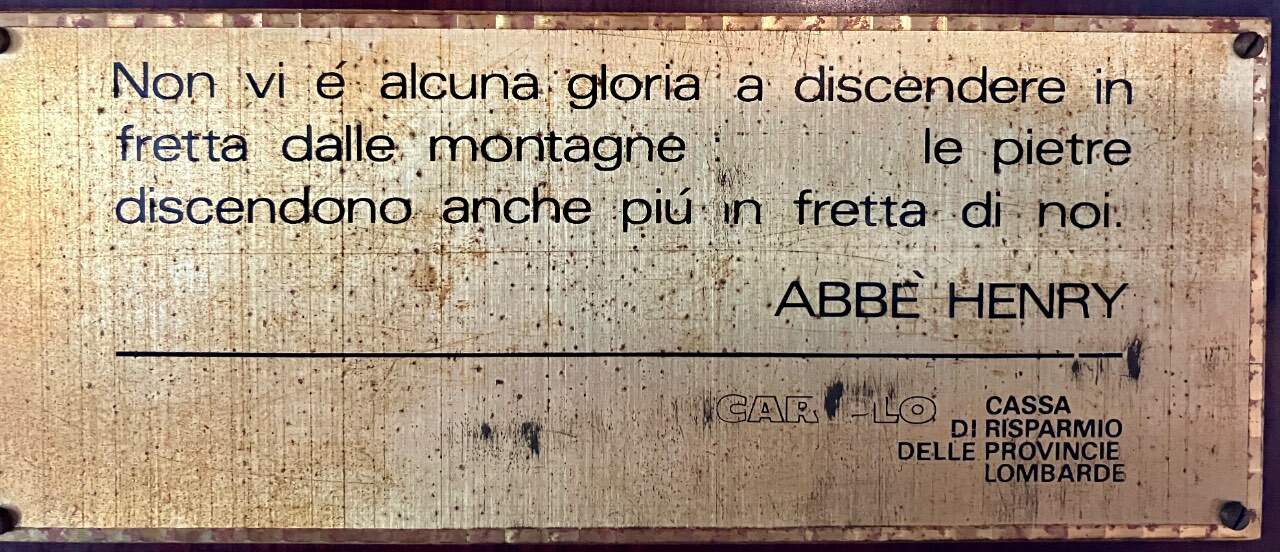 Non vi é alcuna gloria a discendere in
fretta dalle montagne : le pietre
discendono anche piú in fretta di noi.
ABBÈ HENRY
CASSA
DI RISPARMIO
DELLE PROVINCIE
LOMBARDE